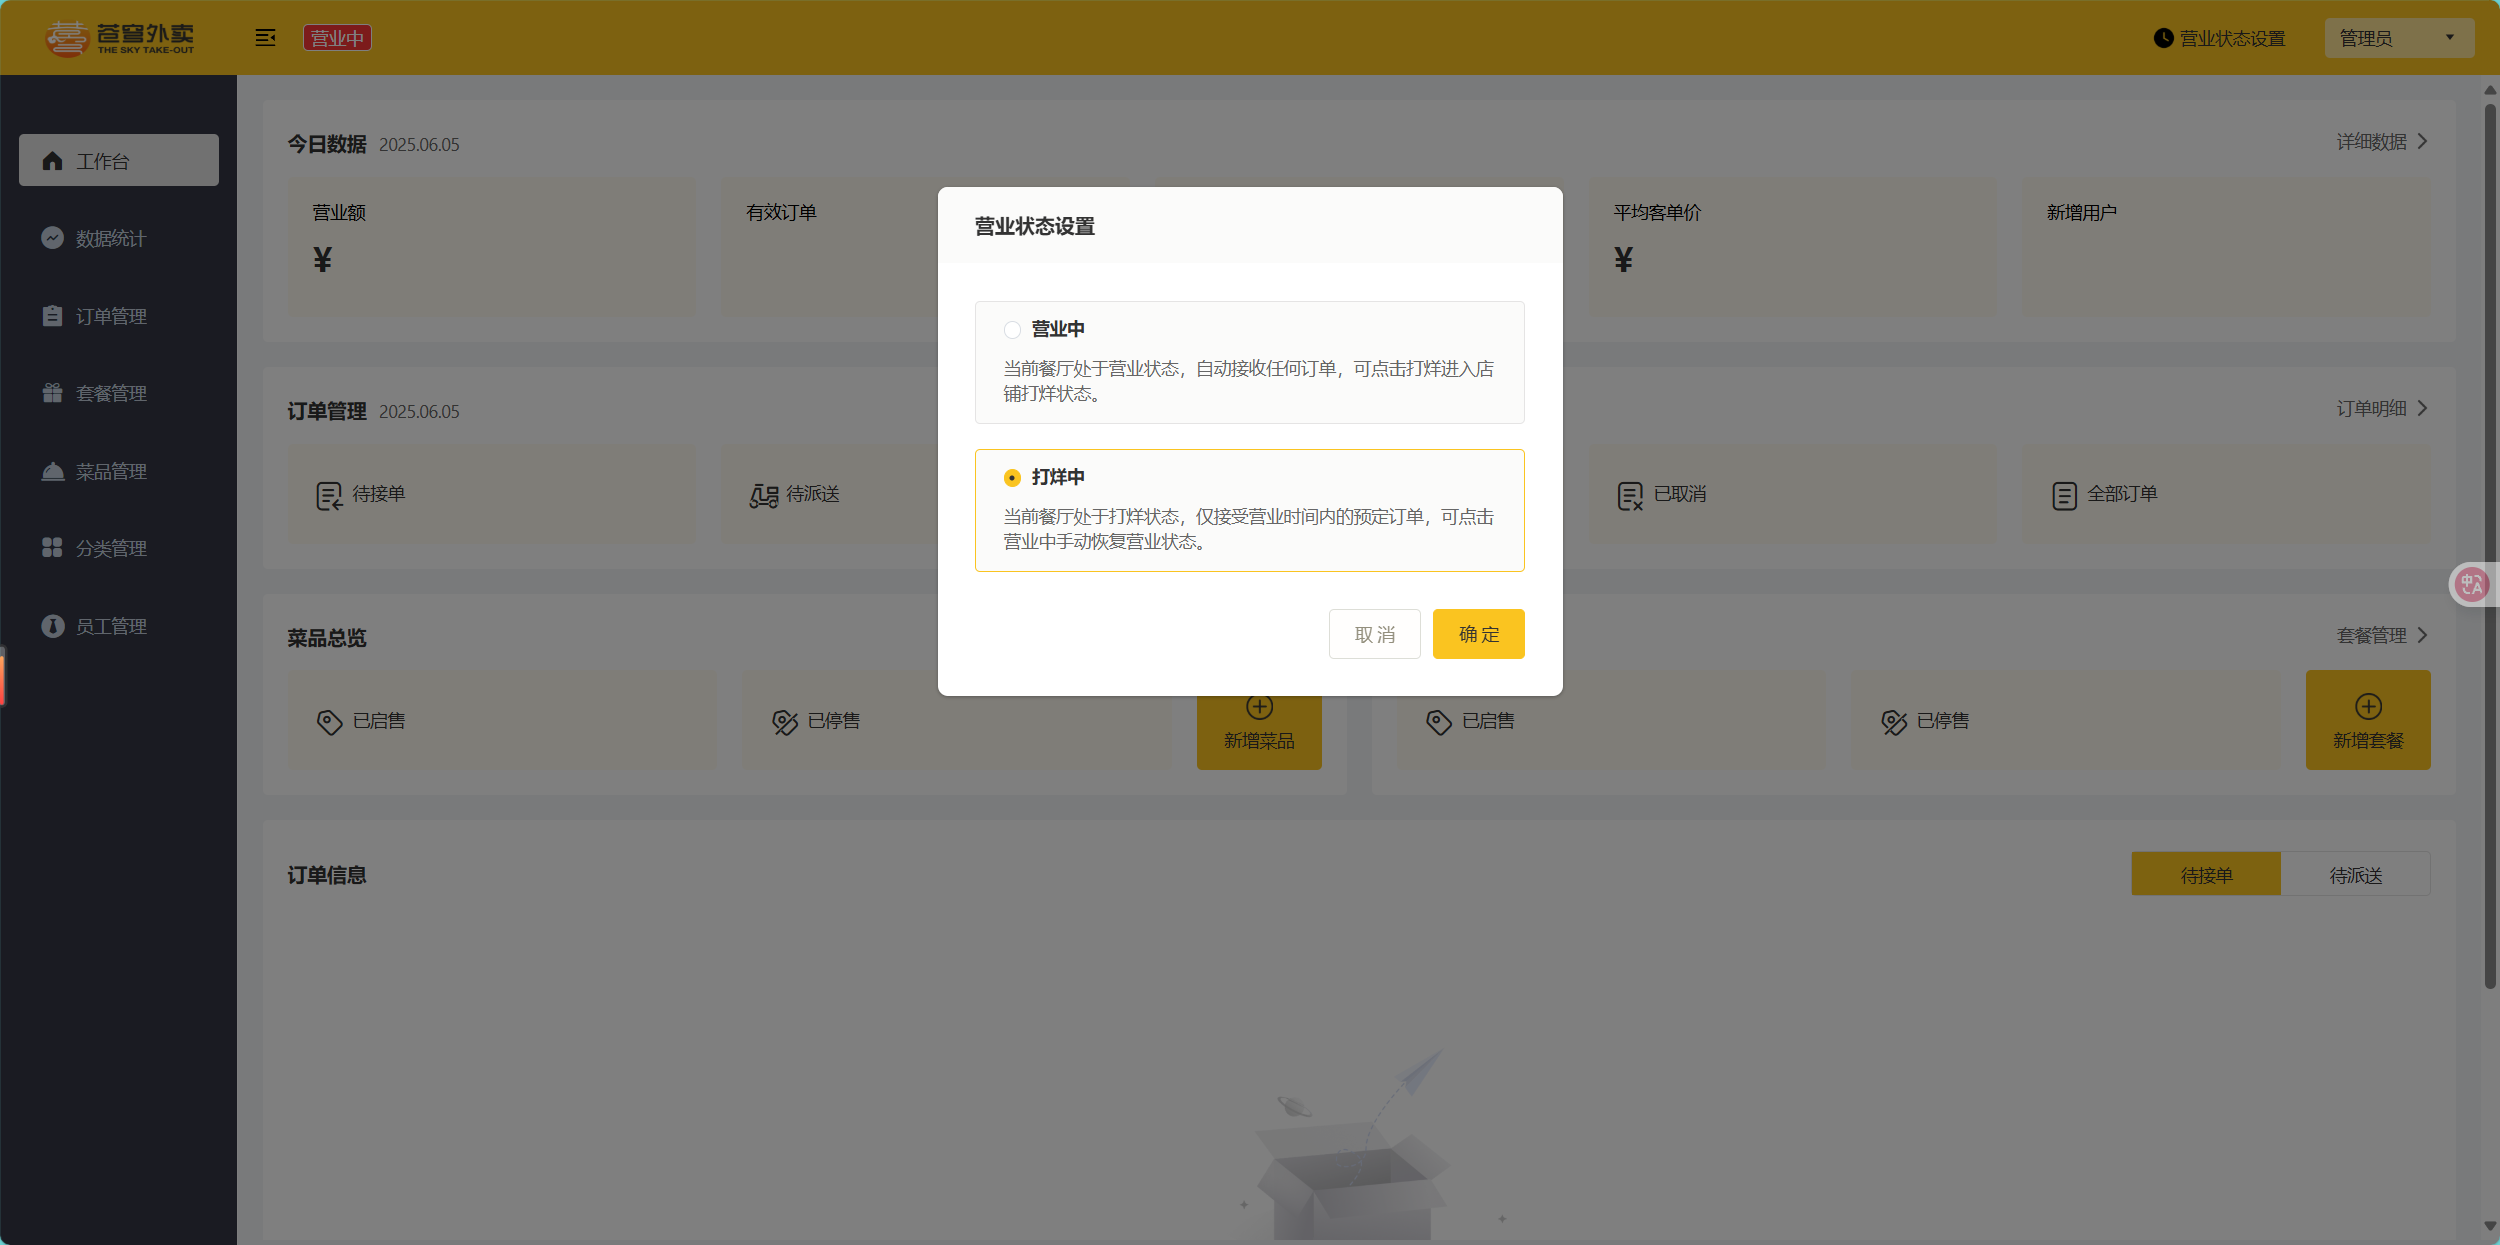 苍穹外卖
THE SKY TAKE-OUT
营业中
营业状态设置
管理员
工作台
数据统计
订单管理
套餐管理
菜品管理
分类管理
员工管理
今日数据 2025.06.05
详细数据
营业额
¥
有效订单
平均客单价
¥
新增用户
订单管理 2025.06.05
订单明细
待接单
待派送
已取消
全部订单
菜品总览
套餐管理
已启售
已停售
新增菜品
已启售
已停售
新增套餐
订单信息
待接单
待派送
营业状态设置
营业中
当前餐厅处于营业状态，自动接收任何订单，可点击打烊进入店
铺打烊状态。
打烊中
当前餐厅处于打烊状态，仅接受营业时间内的预定订单，可点击
营业中手动恢复营业状态。
取 消
确 定
中A